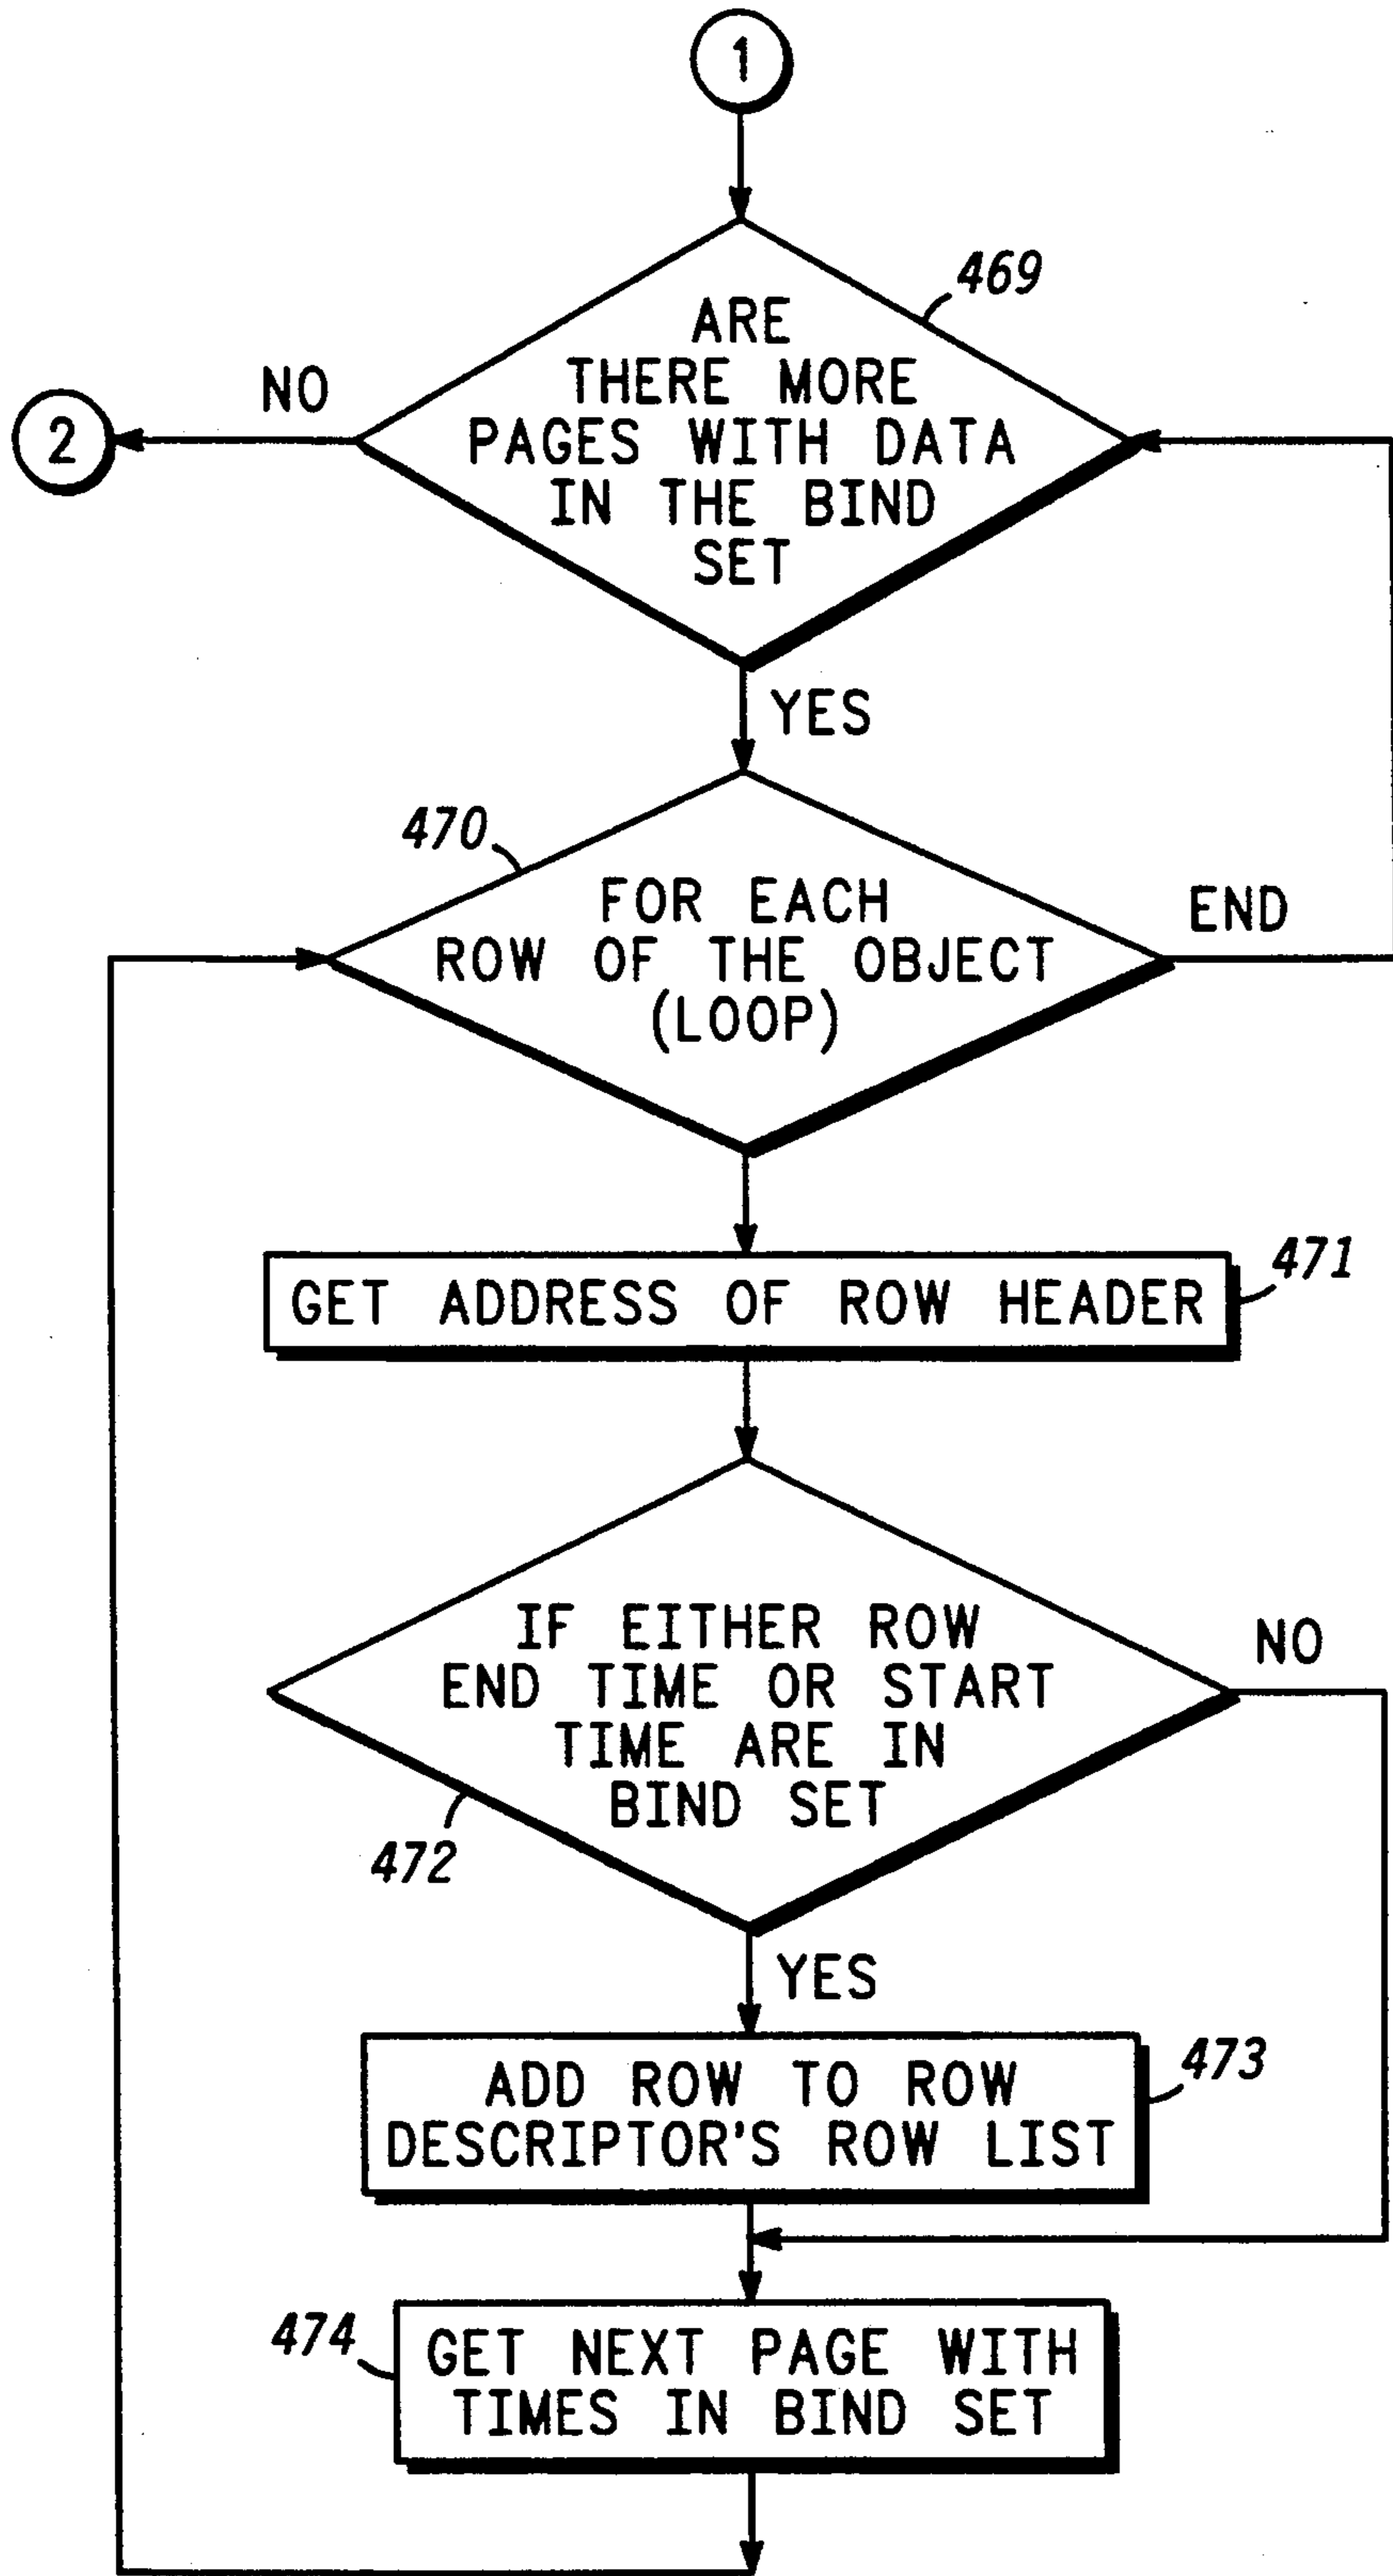 1
469
ARE
THERE MORE
PAGES WITH DATA
IN THE BIND
SET
NO
2
YES
470
FOR EACH
ROW OF THE OBJECT
(LOOP)
END
471
GET ADDRESS OF ROW HEADER
IF EITHER ROW
END TIME OR START
TIME ARE IN
BIND SET
NO
472
YES
473
ADD ROW TO ROW
DESCRIPTOR'S ROW LIST
474
GET NEXT PAGE WITH
TIMES IN BIND SET